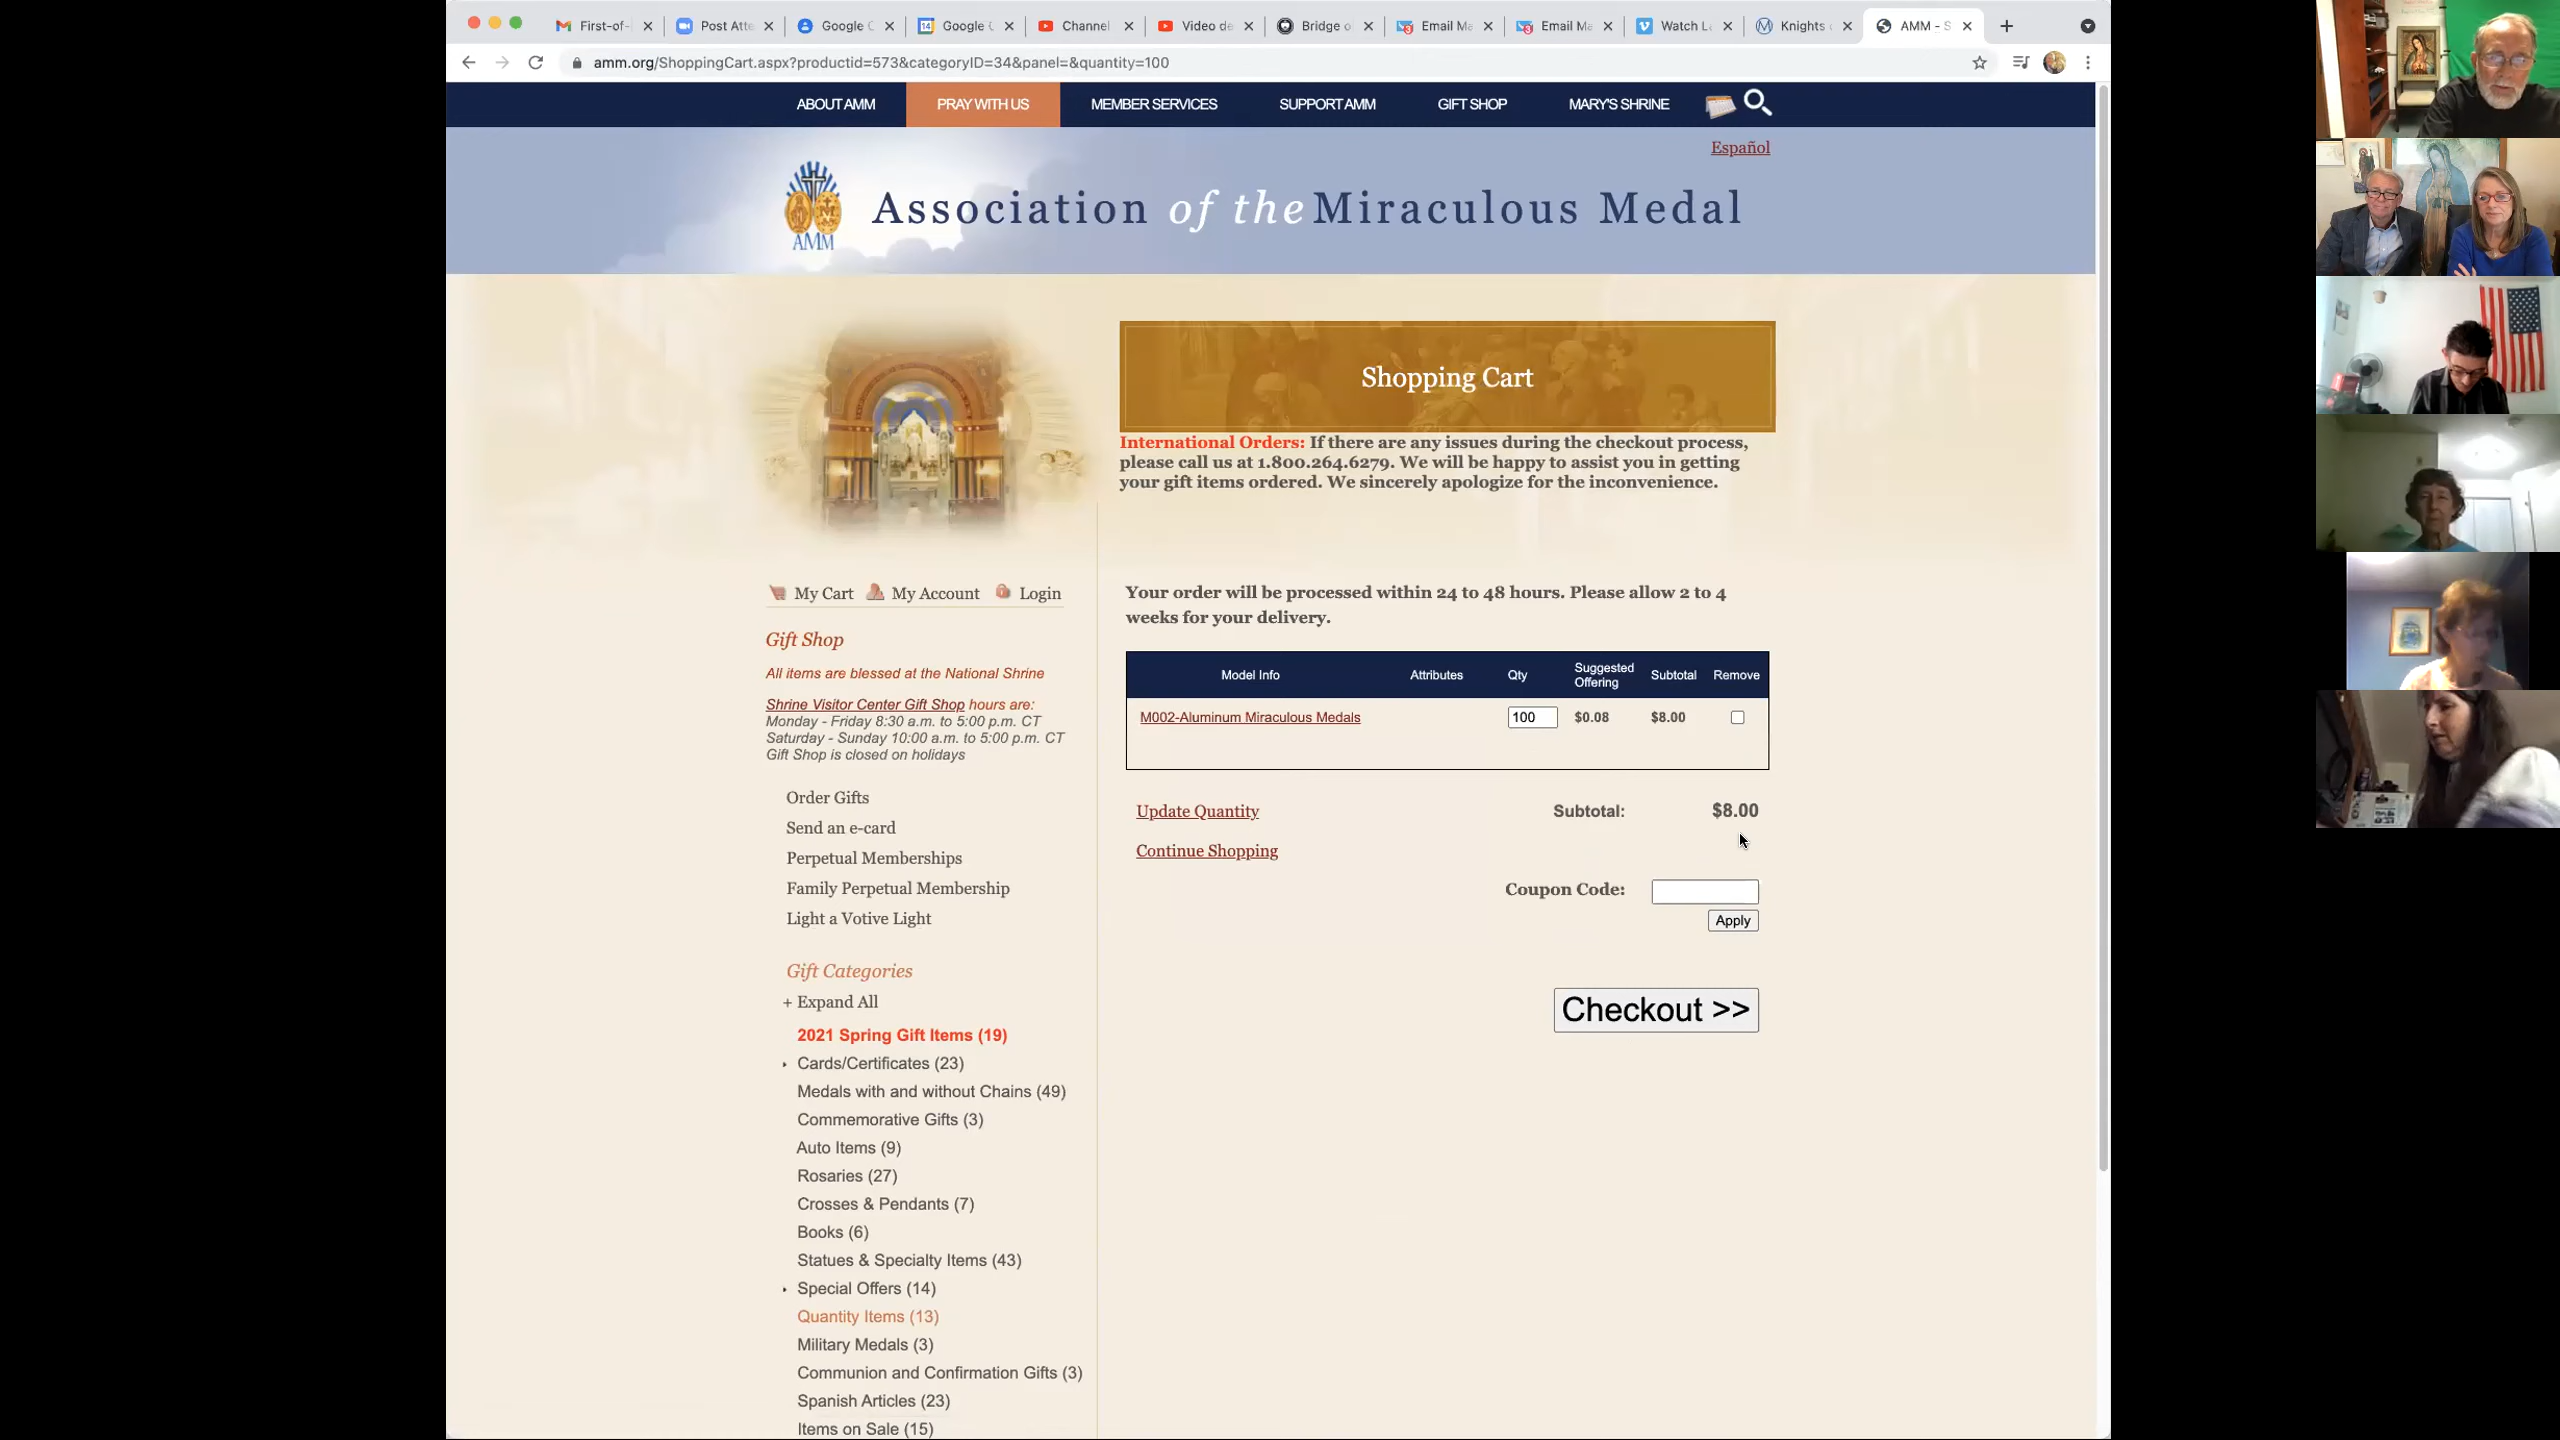 First-of-
Post Atte
Google C
Google C
Channel
Video de
Bridge o
Email Ma
Email Ma
Watch L
Knights
AMM - S
amm.org/ShoppingCart.aspx?productid=573&categoryID=34&panel=&quantity=100
ABOUT AMM
PRAY WITH US
MEMBER SERVICES
SUPPORT AMM
GIFT SHOP
MARY'S SHRINE
Español
AMM
Association of the Miraculous Medal
Shopping Cart
International Orders: If there are any issues during the checkout process,
please call us at 1.800.264.6279. We will be happy to assist you in getting
your gift items ordered. We sincerely apologize for the inconvenience.
My Cart
My Account
Login
Gift Shop
All items are blessed at the National Shrine
Shrine Visitor Center Gift Shop hours are:
Monday - Friday 8:30 a.m. to 5:00 p.m. CT
Saturday - Sunday 10:00 a.m. to 5:00 p.m. CT
Gift Shop is closed on holidays
Order Gifts
Send an e-card
Perpetual Memberships
Family Perpetual Membership
Light a Votive Light
Gift Categories
+ Expand All
2021 Spring Gift Items (19)
Cards/Certificates (23)
Medals with and without Chains (49)
Commemorative Gifts (3)
Auto Items (9)
Rosaries (27)
Crosses & Pendants (7)
Books (6)
Statues & Specialty Items (43)
Special Offers (14)
Quantity Items (13)
Military Medals (3)
Communion and Confirmation Gifts (3)
Spanish Articles (23)
Items on Sale (15)
Your order will be processed within 24 to 48 hours. Please allow 2 to 4
weeks for your delivery.
Model Info
Attributes
Qty
Suggested
Offering
Subtotal
Remove
M002-Aluminum Miraculous Medals
100
$0.08
$8.00
Update Quantity
Subtotal:
$8.00
Continue Shopping
Coupon Code:
Apply
Checkout >>